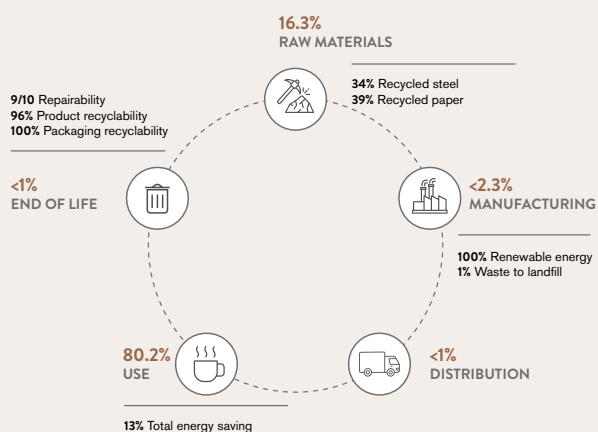 16.3%
RAW MATERIALS
34% Recycled steel
39% Recycled paper
9/10 Repairability
96% Product recyclability
100% Packaging recyclability
<1%
END OF LIFE
<2.3%
MANUFACTURING
100% Renewable energy
1% Waste to landfill
80.2%
USE
<1%
DISTRIBUTION
13% Total energy saving